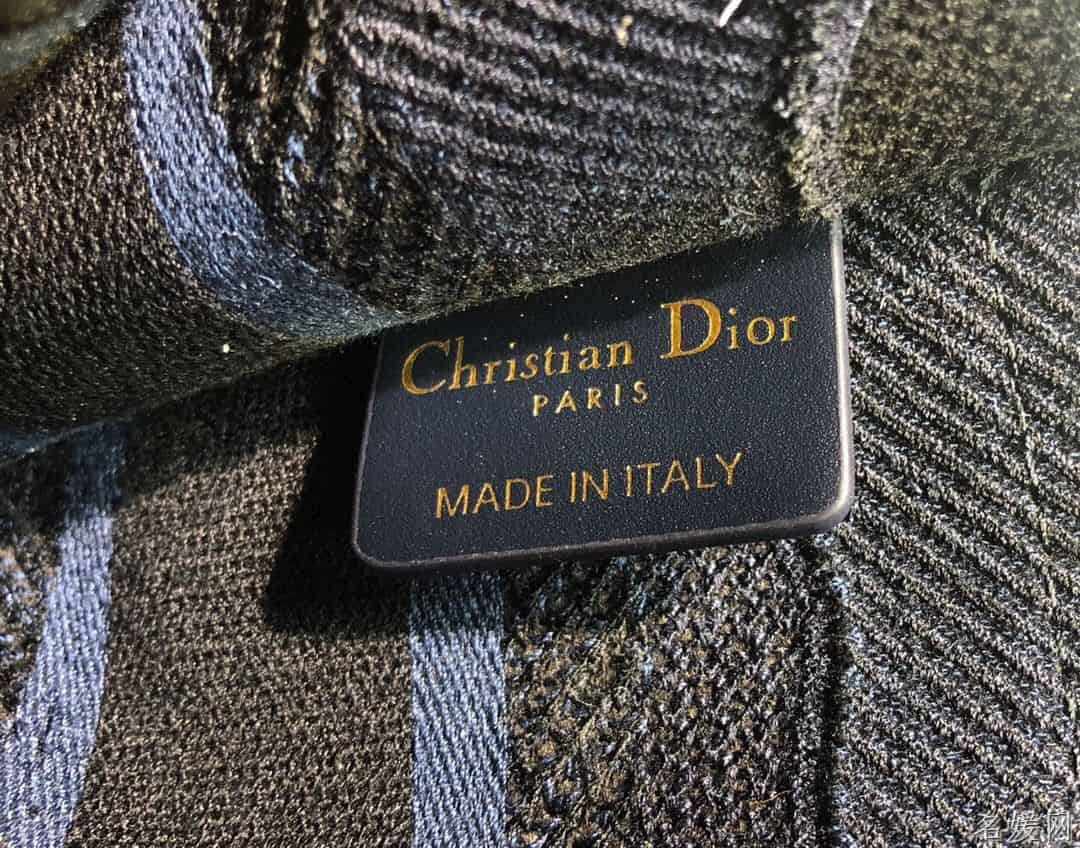 Christian Dior
PARIS
MADE IN ITALY
名媛网